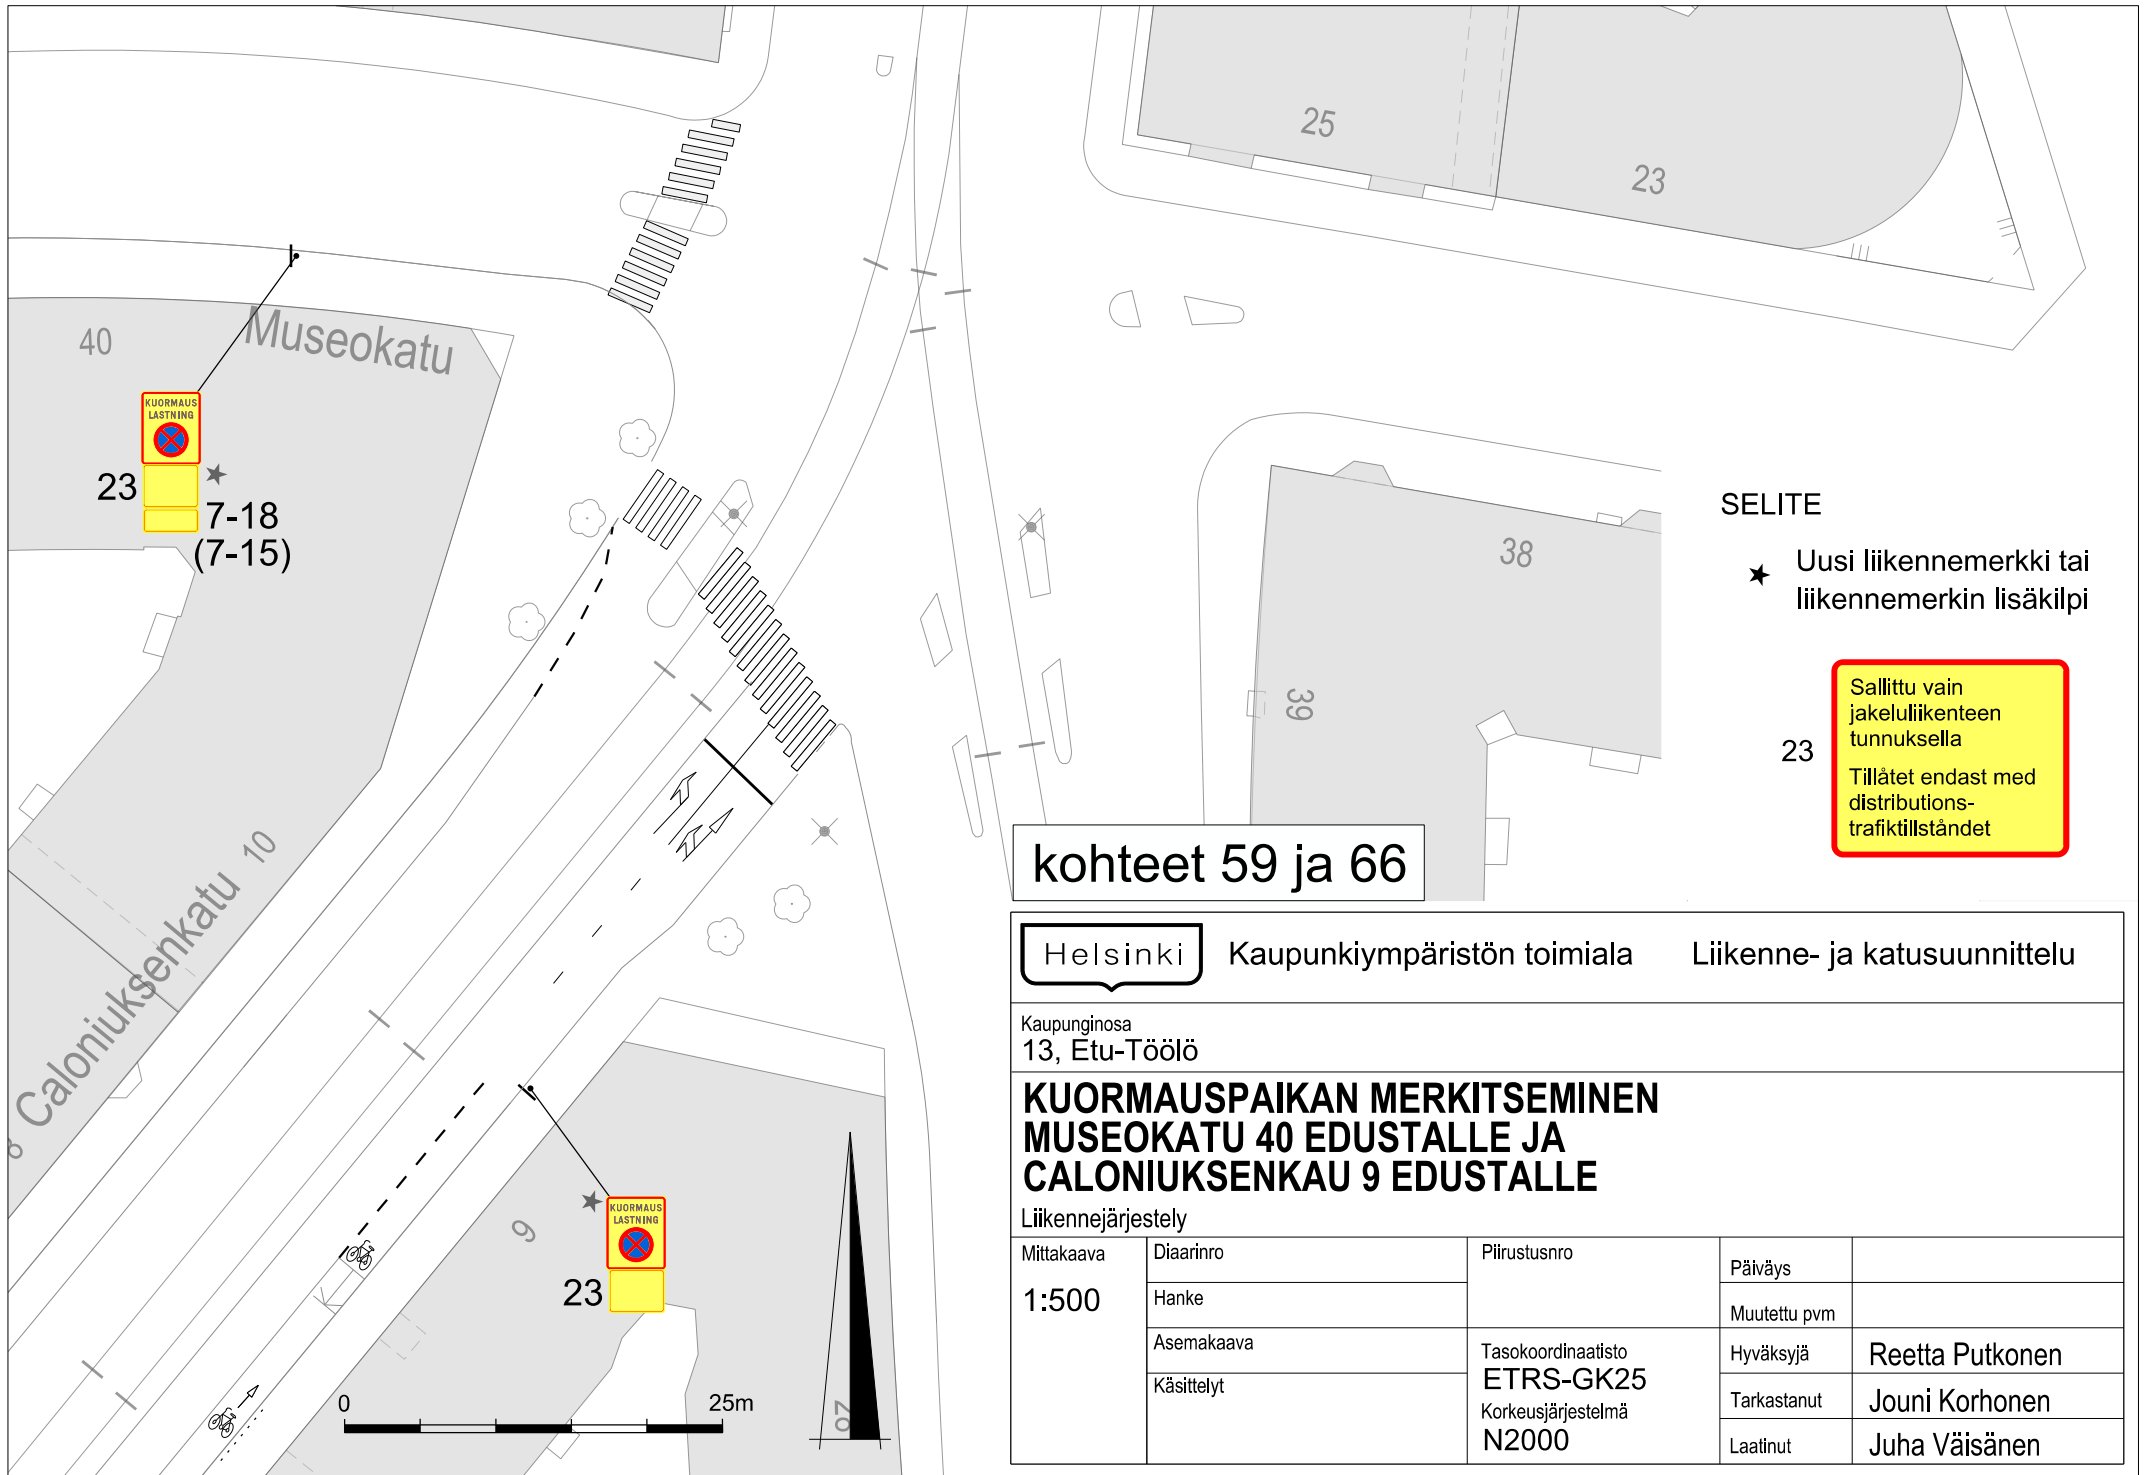 25
23
40
Museokatu
KUORMAUS
LASTNING
23
7-18
(7-15)
38
39
SELITE
Uusi liikennemerkki tai
liikennemerkin lisäkilpi
23
Sallittu vain
jakeluliikenteen
tunnuksella
Tillåtet endast med
distributions-
trafiktillståndet
10
Caloniuksenkatu
8
9
KUORMAUS
LASTNING
23
0
25m
26
kohteet 59 ja 66
Helsinki
Kaupunkiympäristön toimiala
Liikenne- ja katusuunnittelu
Kaupunginosa
13, Etu-Töölö
KUORMAUSPAIKAN MERKITSEMINEN
MUSEOKATU 40 EDUSTALLE JA
CALONIUKSENKAU 9 EDUSTALLE
Liikennejärjestely
Mittakaava
1:500
Diaarinro
Hanke
Asemakaava
Käsittelyt
Piirustusnro
Tasokoordinaatisto
ETRS-GK25
Korkeusjärjestelmä
N2000
Päiväys
Muutettu pvm
Hyväksyjä
Reetta Putkonen
Tarkastanut
Jouni Korhonen
Laatinut
Juha Väisänen